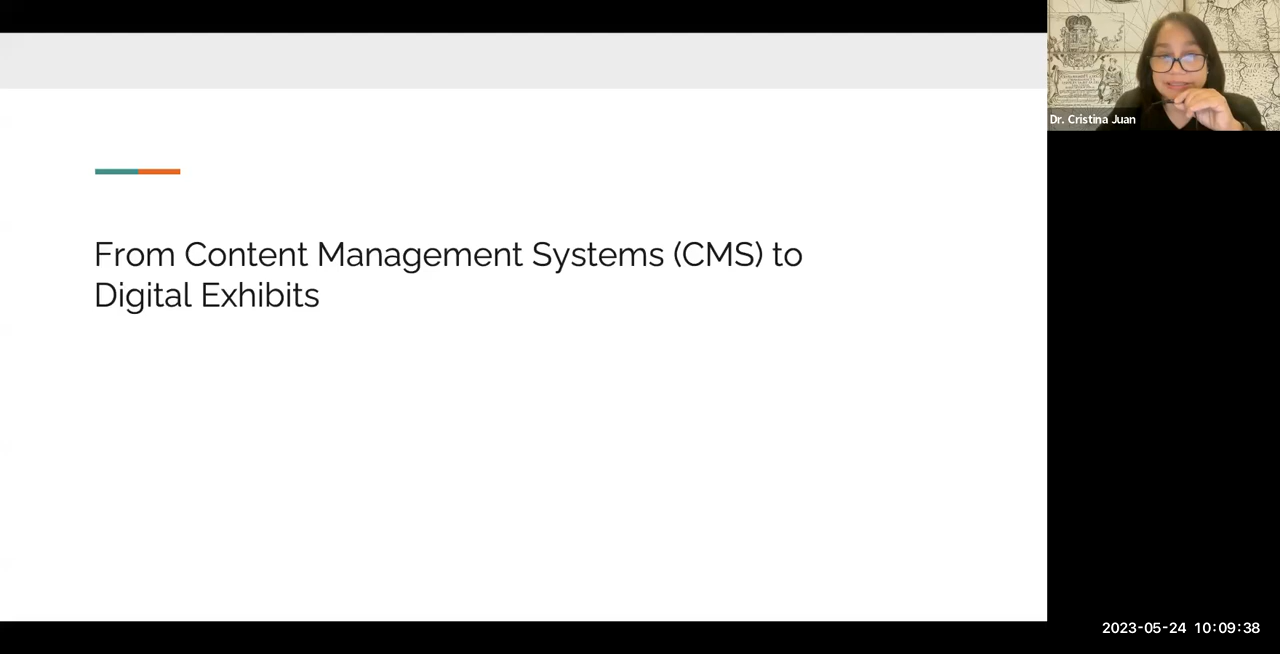 Dr. Cristina Juan
From Content Management Systems (CMS) to
Digital Exhibits
2023-05-24 10:09:38